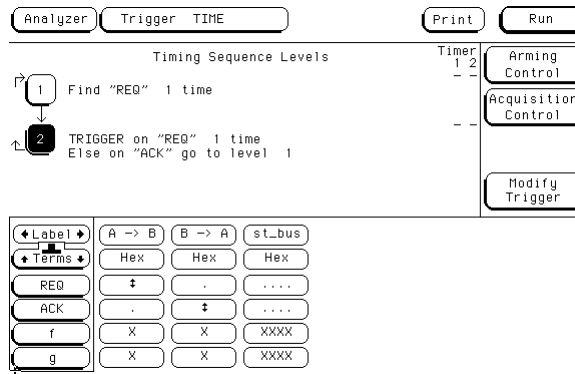 Analyzer Trigger TIME Print Run
Timing Sequence Levels
Timer
1 2
Arming Control
- -
1 Find "REQ" 1 time
Acquisition Control
- -
2 TRIGGER on "REQ" 1 time
Else on "ACK" go to level 1
Modify Trigger
Label A -> B B -> A st_bus
Terms Hex Hex Hex
REQ ↕ . ....
ACK . ↕ ....
f X X XXXX
g X X XXXX